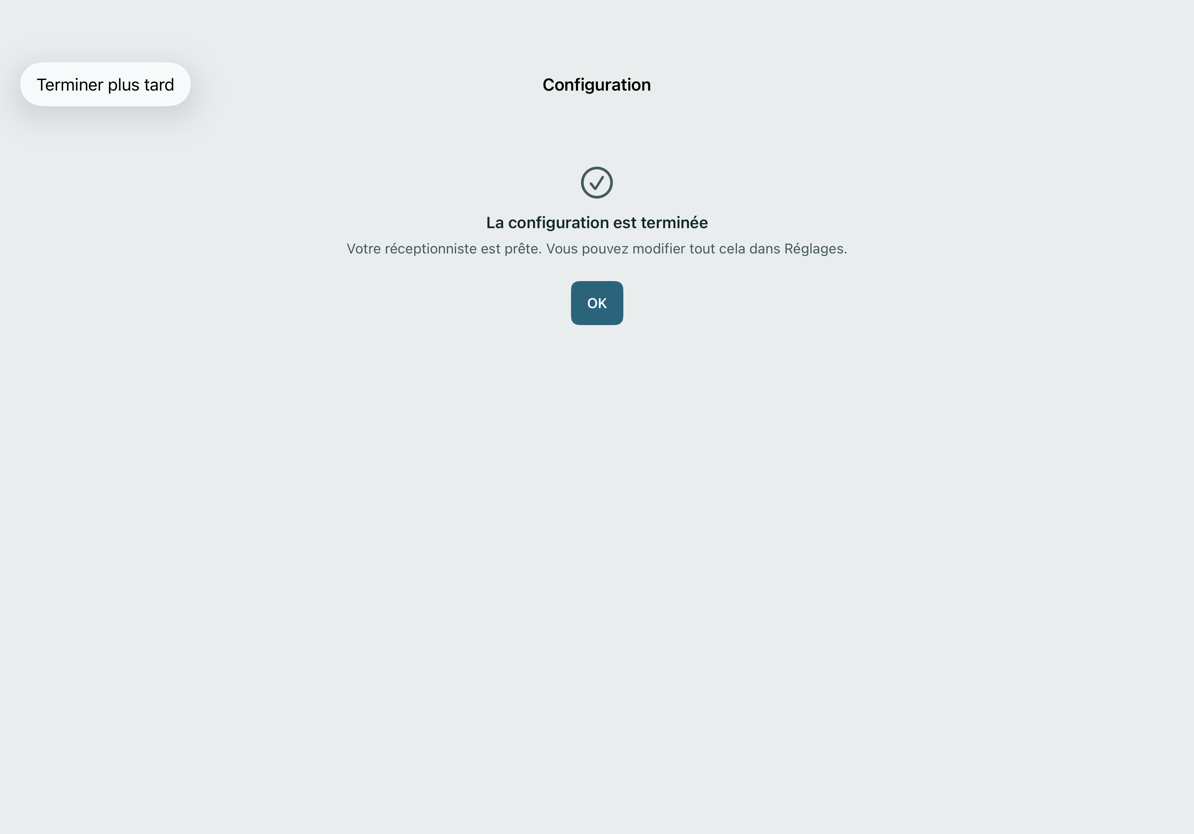 Terminer plus tard
Configuration
La configuration est terminée
Votre réceptionniste est prête. Vous pouvez modifier tout cela dans Réglages.
OK